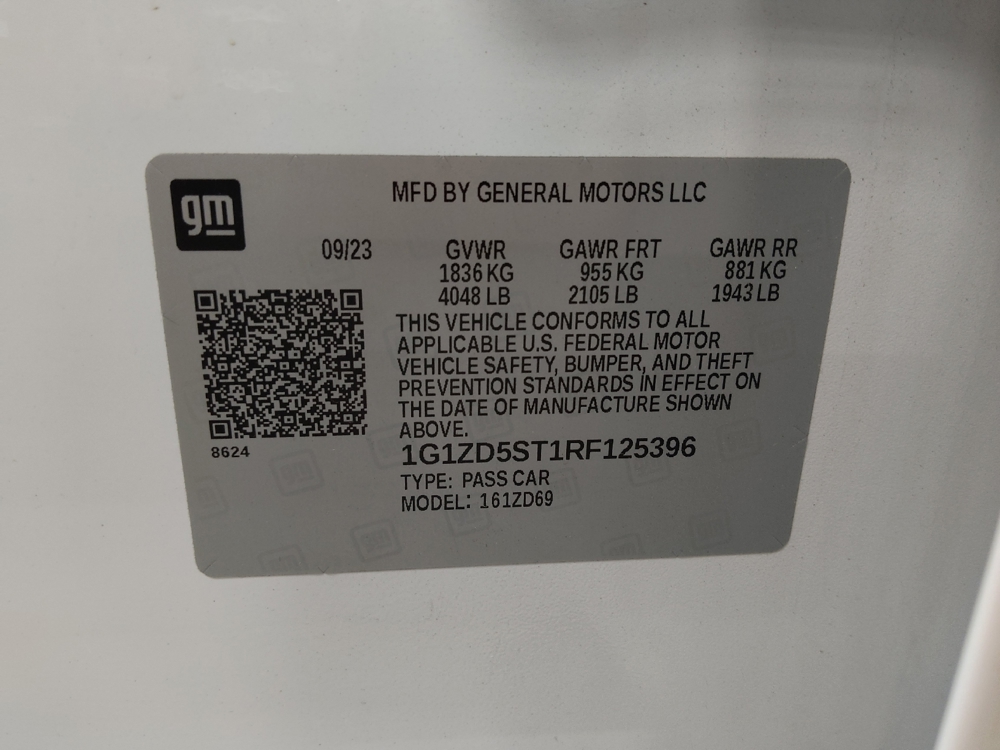 gm
MFD BY GENERAL MOTORS LLC
09/23 GVWR GAWR FRT GAWR RR
1836 KG 955 KG 881 KG
4048 LB 2105 LB 1943 LB
THIS VEHICLE CONFORMS TO ALL
APPLICABLE U.S. FEDERAL MOTOR
VEHICLE SAFETY, BUMPER, AND THEFT
PREVENTION STANDARDS IN EFFECT ON
THE DATE OF MANUFACTURE SHOWN
ABOVE.
8624
1G1ZD5ST1RF125396
TYPE: PASS CAR
MODEL: 161ZD69